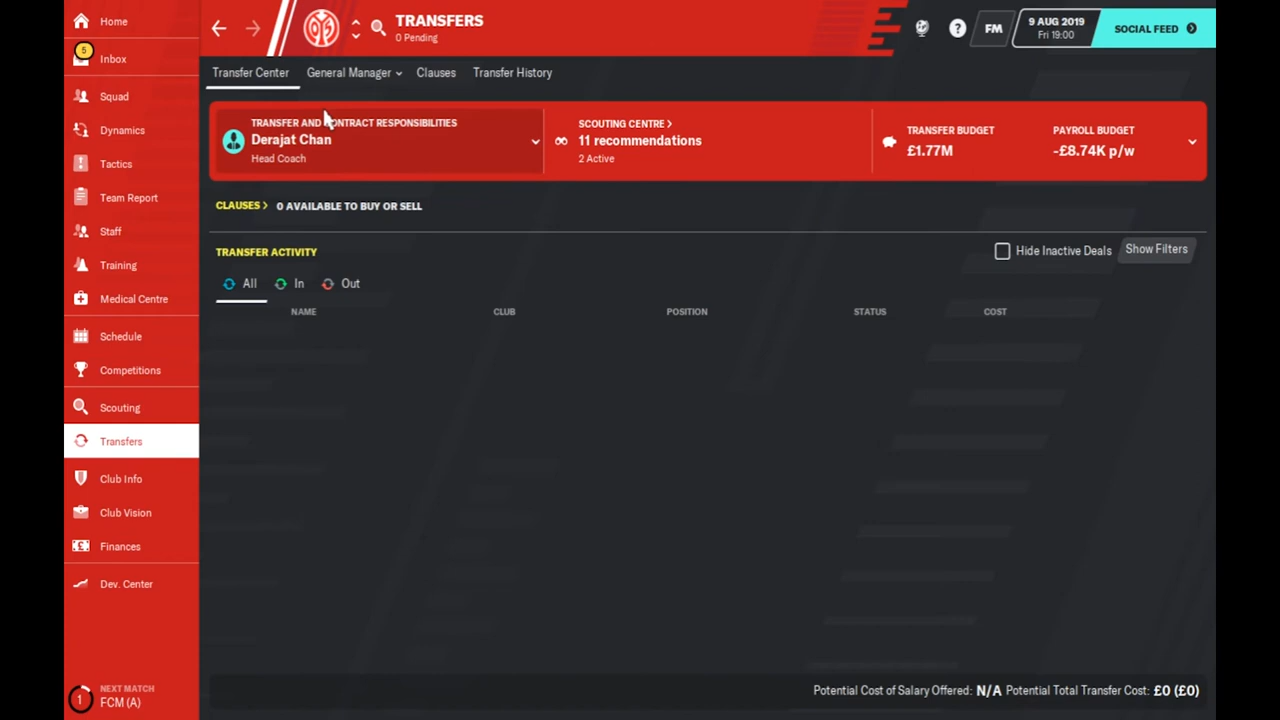 Home
5
Inbox
Squad
Dynamics
Tactics
Team Report
Staff
Training
Medical Centre
Schedule
Competitions
Scouting
Transfers
Club Info
Club Vision
Finances
Dev. Center
1
NEXT MATCH
FCM (A)
TRANSFERS
0 Pending
FM
9 AUG 2019
Fri 19:00
SOCIAL FEED
Transfer Center General Manager Clauses Transfer History
TRANSFER AND CONTRACT RESPONSIBILITIES
Derajat Chan
Head Coach
SCOUTING CENTRE >
11 recommendations
2 Active
TRANSFER BUDGET
£1.77M
PAYROLL BUDGET
-£8.74K p/w
CLAUSES > 0 AVAILABLE TO BUY OR SELL
TRANSFER ACTIVITY
Hide Inactive Deals Show Filters
All In Out
NAME CLUB POSITION STATUS COST
Potential Cost of Salary Offered: N/A Potential Total Transfer Cost: £0 (£0)